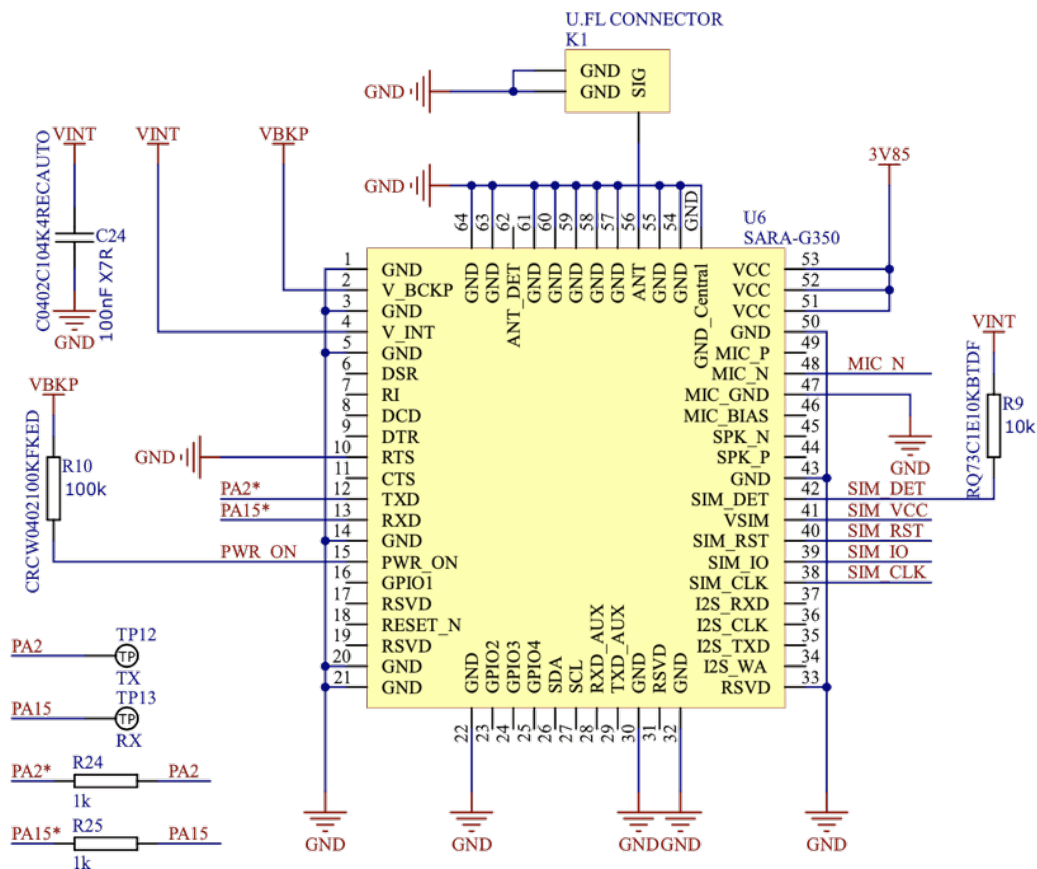 U.FL CONNECTOR
K1
GND
GND
SIG
GND
VINT
VINT
VBKP
3V85
GND
C0402C104K4RECAUTO
C24
100nF X7R
GND
64
63
62
61
60
59
58
57
56
55
54
GND
U6
SARA-G350
GND
GND
ANT_DET
GND
GND
GND
GND
GND
ANT
GND
GND
GND_Central
1 GND
2 V_BCKP
3 GND
4 V_INT
5 GND
6 DSR
7 RI
8 DCD
9 DTR
10 RTS
11 CTS
12 TXD
13 RXD
14 GND
15 PWR_ON
16 GPIO1
17 RSVD
18 RESET_N
19 RSVD
20 GND
21 GND
VCC 53
VCC 52
VCC 51
GND 50
MIC_P 49
MIC_N 48
MIC_GND 47
MIC_BIAS 46
SPK_N 45
SPK_P 44
GND 43
SIM_DET 42
VSIM 41
SIM_RST 40
SIM_IO 39
SIM_CLK 38
I2S_RXD 37
I2S_CLK 36
I2S_TXD 35
I2S_WA 34
RSVD 33
GND
GPIO2
GPIO3
GPIO4
SDA
SCL
RXD_AUX
TXD_AUX
GND
RSVD
GND
22
23
24
25
26
27
28
29
30
31
32
VBKP
CRCW0402100KFKED
R10
100k
GND
PA2*
PA15*
PWR_ON
MIC_N
GND
VINT
RQ73C1E10KBTDF
R9
10k
SIM_DET
SIM_VCC
SIM_RST
SIM_IO
SIM_CLK
PA2
TP12
TP
TX
PA15
TP13
TP
RX
PA2*
R24
PA2
1k
PA15*
R25
PA15
1k
GND
GND
GND
GND
GND